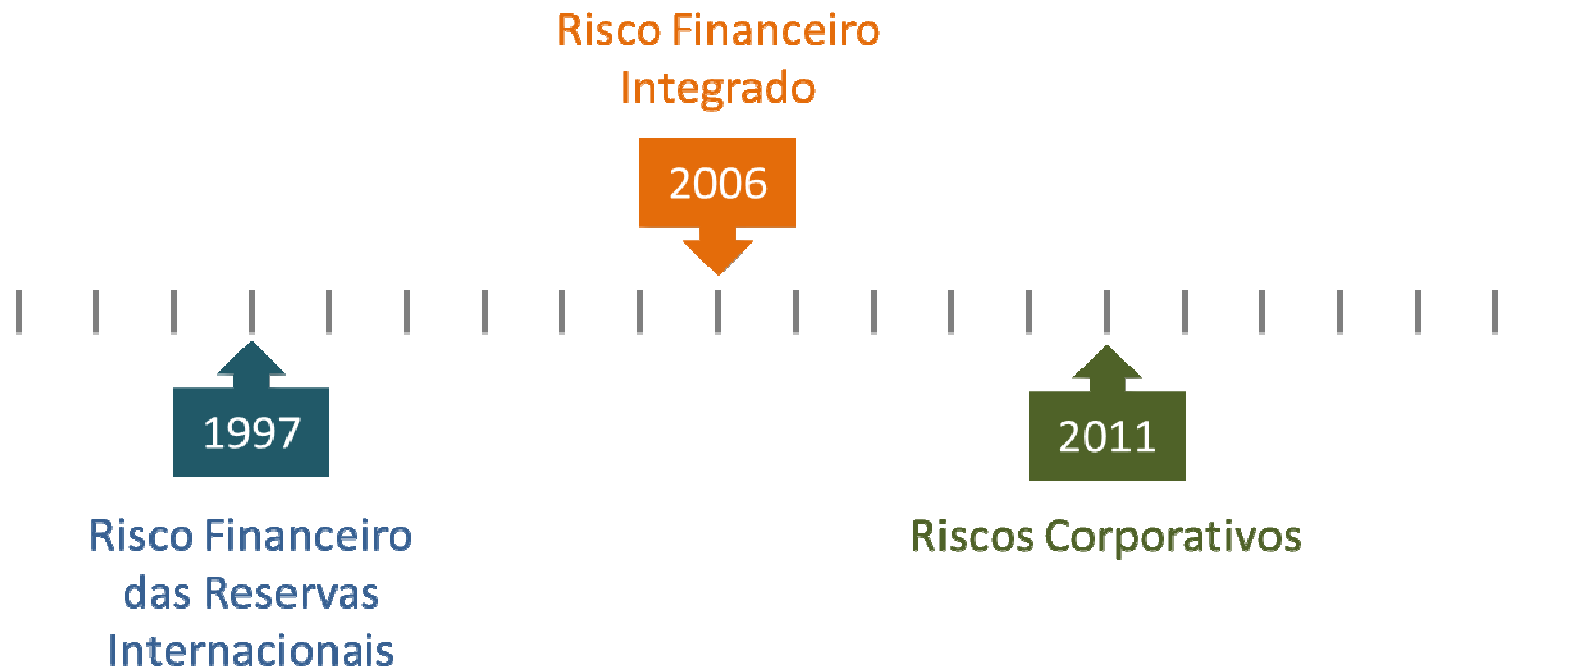 Risco Financeiro
Integrado
2006
1997
2011
Risco Financeiro
das Reservas
Internacionais
Riscos Corporativos